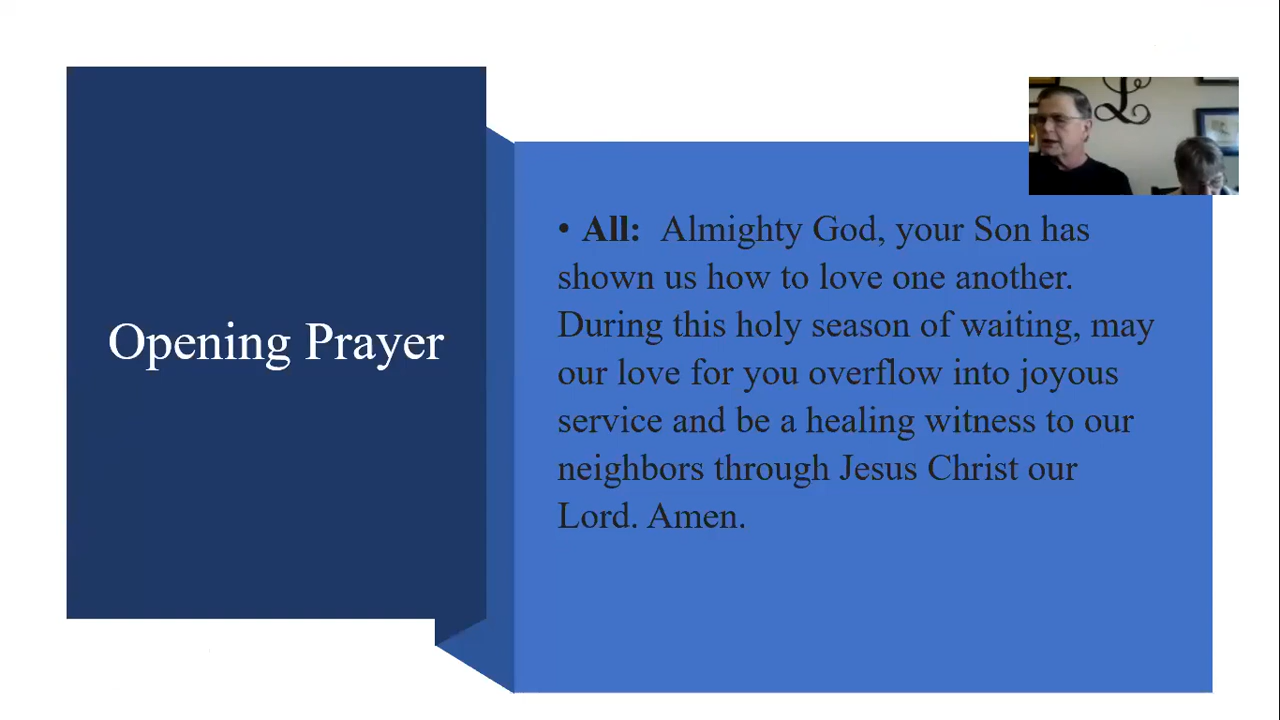 Opening Prayer
• All: Almighty God, your Son has
shown us how to love one another.
During this holy season of waiting, may
our love for you overflow into joyous
service and be a healing witness to our
neighbors through Jesus Christ our
Lord. Amen.
L